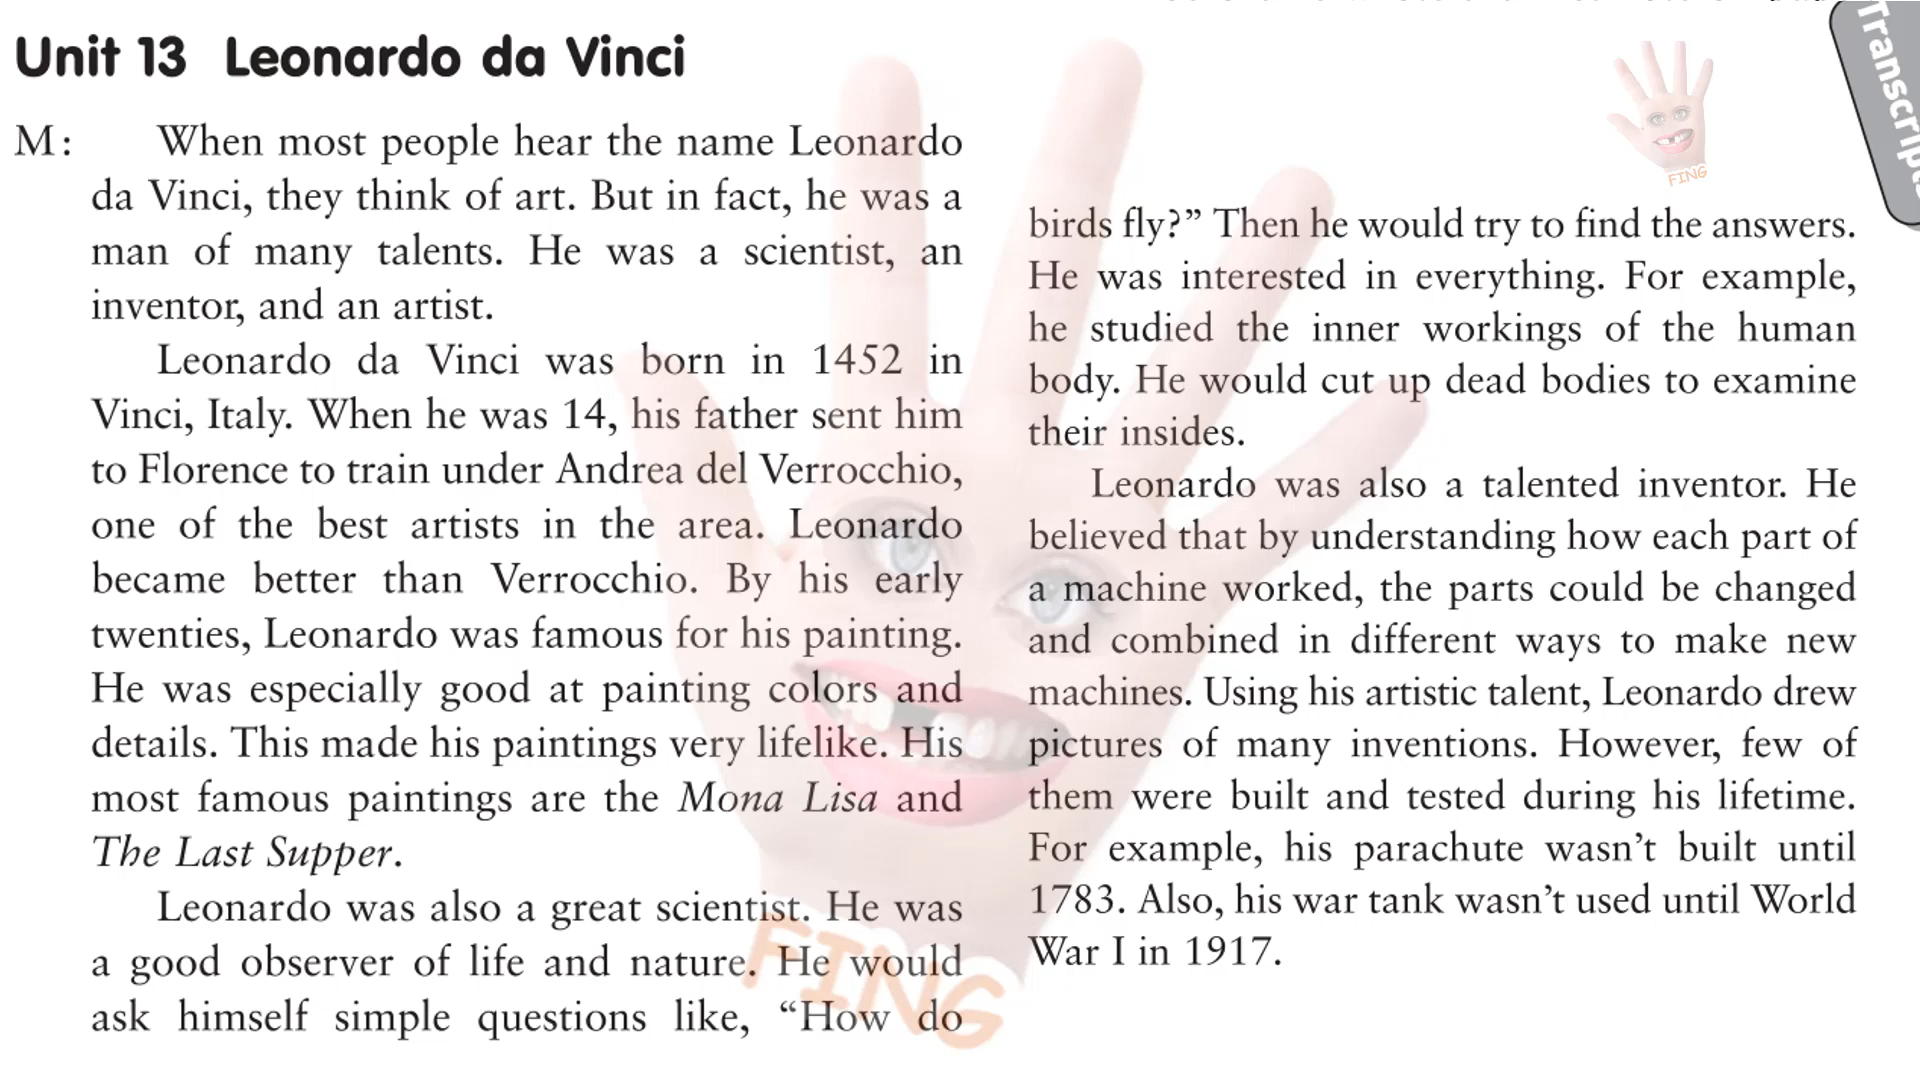 Unit 13 Leonardo da Vinci
M: When most people hear the name Leonardo
da Vinci, they think of art. But in fact, he was a
man of many talents. He was a scientist, an
inventor, and an artist.
Leonardo da Vinci was born in 1452 in
Vinci, Italy. When he was 14, his father sent him
to Florence to train under Andrea del Verrocchio,
one of the best artists in the area. Leonardo
became better than Verrocchio. By his early
twenties, Leonardo was famous for his painting.
He was especially good at painting colors and
details. This made his paintings very lifelike. His
most famous paintings are the Mona Lisa and
The Last Supper.
Leonardo was also a great scientist. He was
a good observer of life and nature. He would
ask himself simple questions like, “How do
birds fly?” Then he would try to find the answers.
He was interested in everything. For example,
he studied the inner workings of the human
body. He would cut up dead bodies to examine
their insides.
Leonardo was also a talented inventor. He
believed that by understanding how each part of
a machine worked, the parts could be changed
and combined in different ways to make new
machines. Using his artistic talent, Leonardo drew
pictures of many inventions. However, few of
them were built and tested during his lifetime.
For example, his parachute wasn’t built until
1783. Also, his war tank wasn’t used until World
War I in 1917.
Transcripts
FING
FING